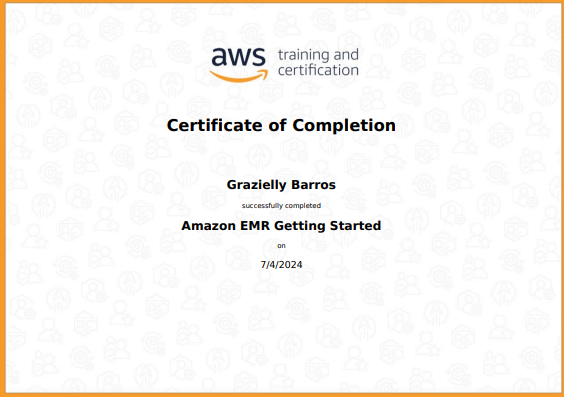 aws training and
certification
Certificate of Completion
Grazielly Barros
successfully completed
Amazon EMR Getting Started
on
7/4/2024